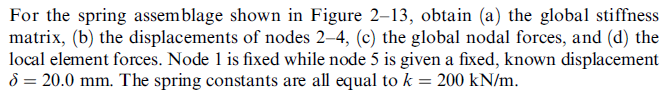 For the spring assemblage shown in Figure 2–13, obtain (a) the global stiffness
matrix, (b) the displacements of nodes 2–4, (c) the global nodal forces, and (d) the
local element forces. Node 1 is fixed while node 5 is given a fixed, known displacement
δ = 20.0 mm. The spring constants are all equal to k = 200 kN/m.